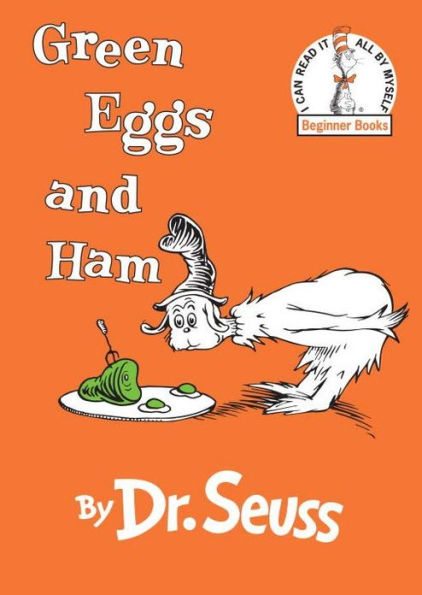 Green
Eggs
and
Ham
I CAN READ IT ALL BY MYSELF
Beginner Books
By Dr. Seuss